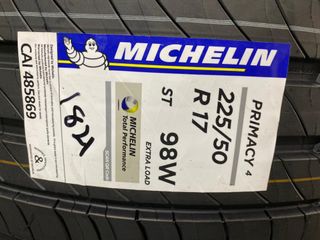 MICHELIN
PRIMACY 4
225/50
R 17
98W
EXTRA LOAD
ST
MICHELIN
Total Performance
CAI 485869
&